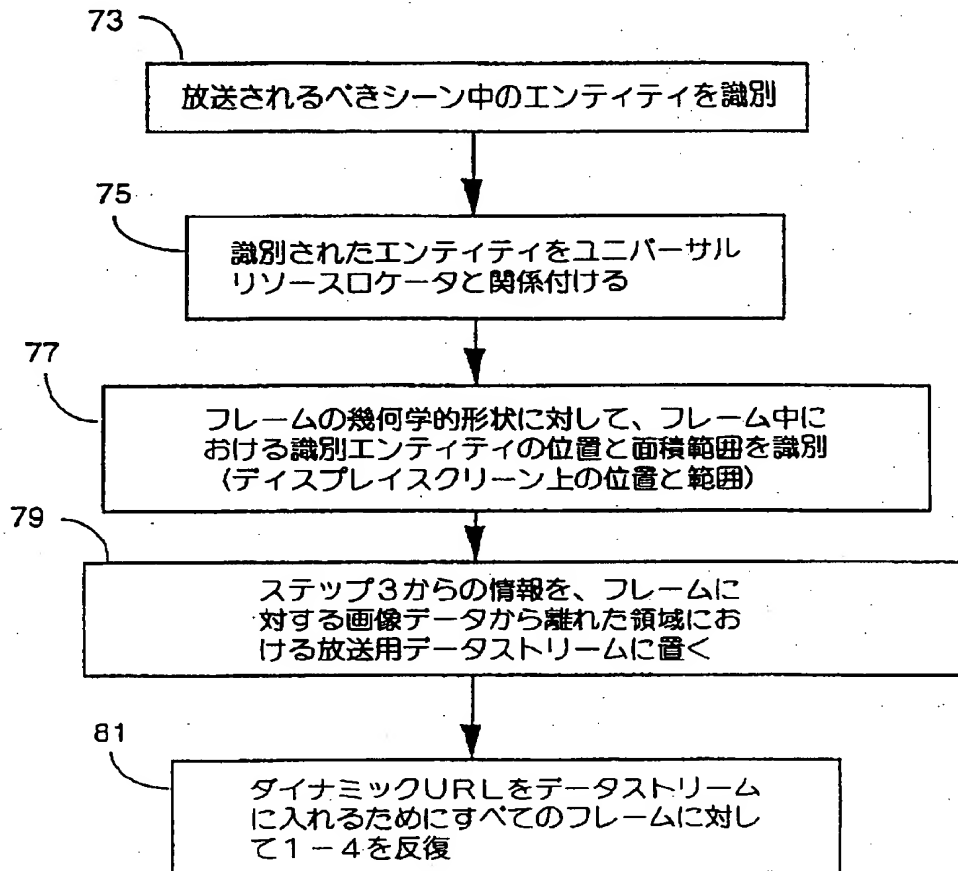 73
放送されるべきシーン中のエンティティを識別
75
識別されたエンティティをユニバーサル
リソースロケータと関係付ける
77
フレームの幾何学的形状に対して、フレーム中に
おける識別エンティティの位置と面積範囲を識別
(ディスプレイスクリーン上の位置と範囲)
79
ステップ3からの情報を、フレームに
対する画像データから離れた領域にお
ける放送用データストリームに置く
81
ダイナミックURLをデータストリーム
に入れるためにすべてのフレームに対し
て1-4を反復